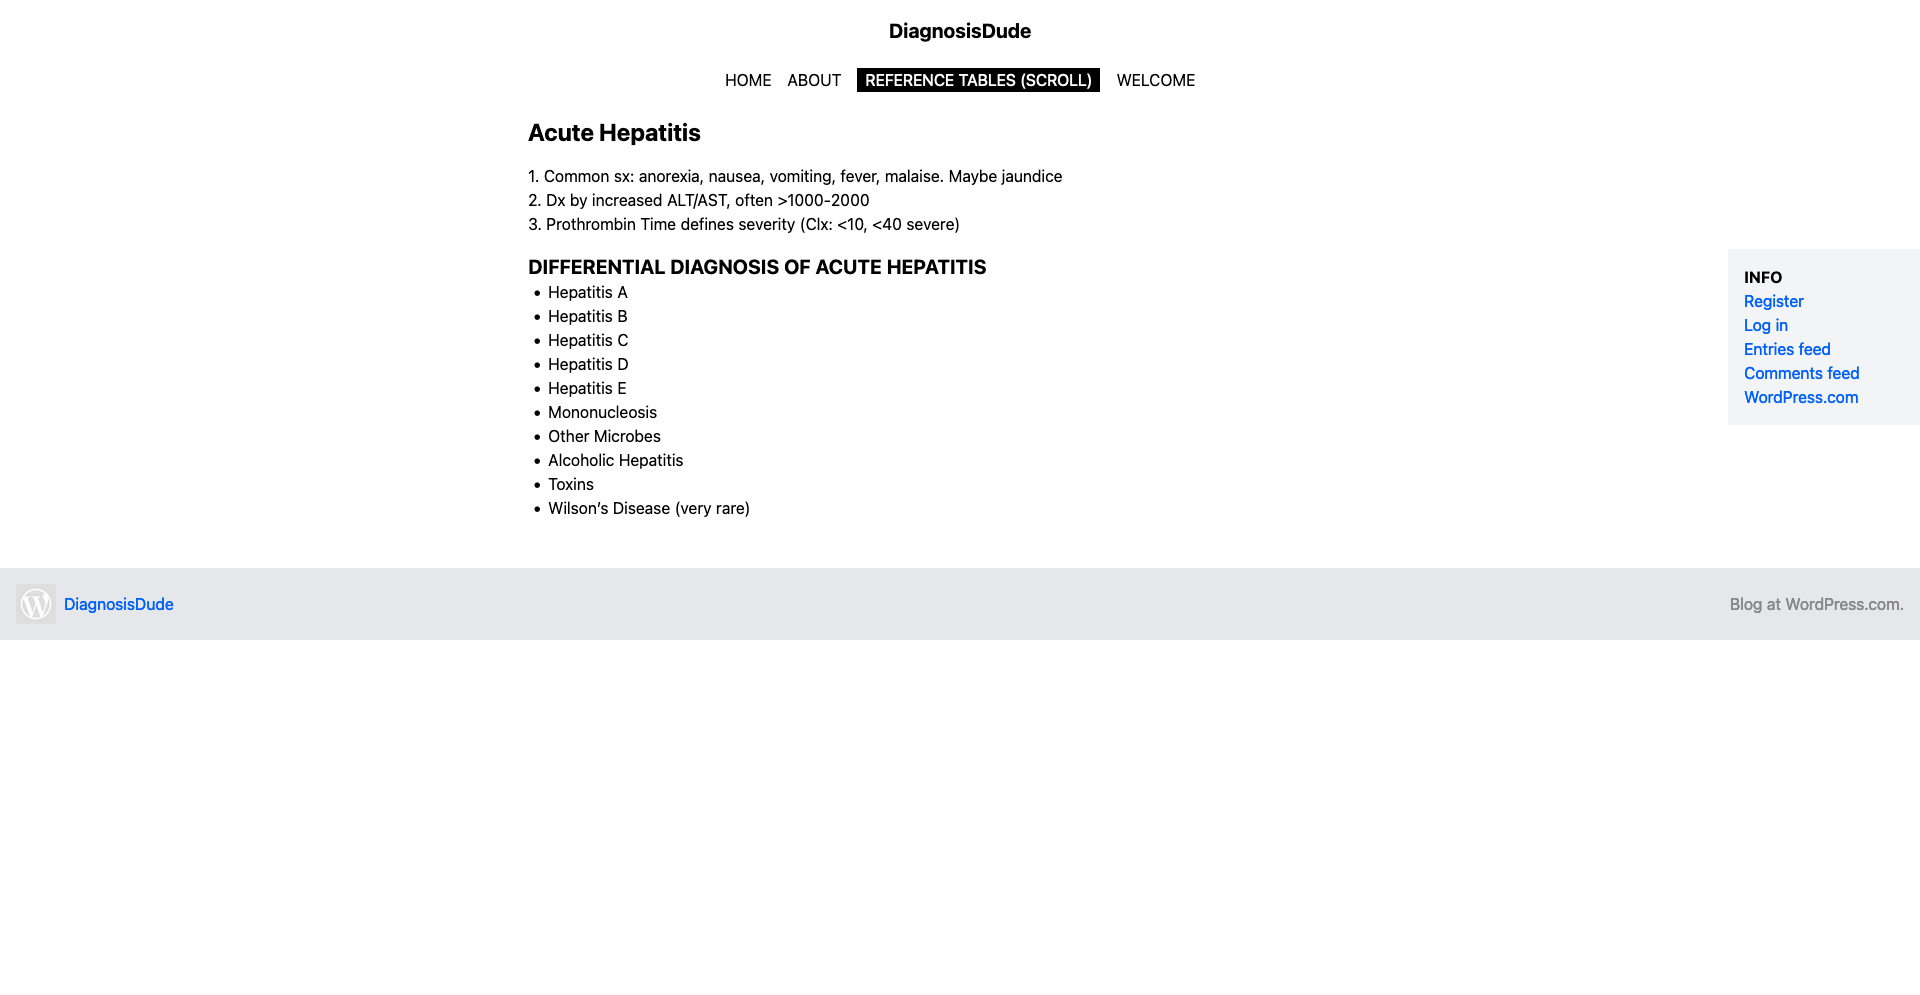 DiagnosisDude
HOME ABOUT REFERENCE TABLES (SCROLL) WELCOME
Acute Hepatitis
1. Common sx: anorexia, nausea, vomiting, fever, malaise. Maybe jaundice
2. Dx by increased ALT/AST, often >1000-2000
3. Prothrombin Time defines severity (Clx: <10, <40 severe)
DIFFERENTIAL DIAGNOSIS OF ACUTE HEPATITIS
• Hepatitis A
• Hepatitis B
• Hepatitis C
• Hepatitis D
• Hepatitis E
• Mononucleosis
• Other Microbes
• Alcoholic Hepatitis
• Toxins
• Wilson’s Disease (very rare)
INFO
Register
Log in
Entries feed
Comments feed
WordPress.com
DiagnosisDude
Blog at WordPress.com.